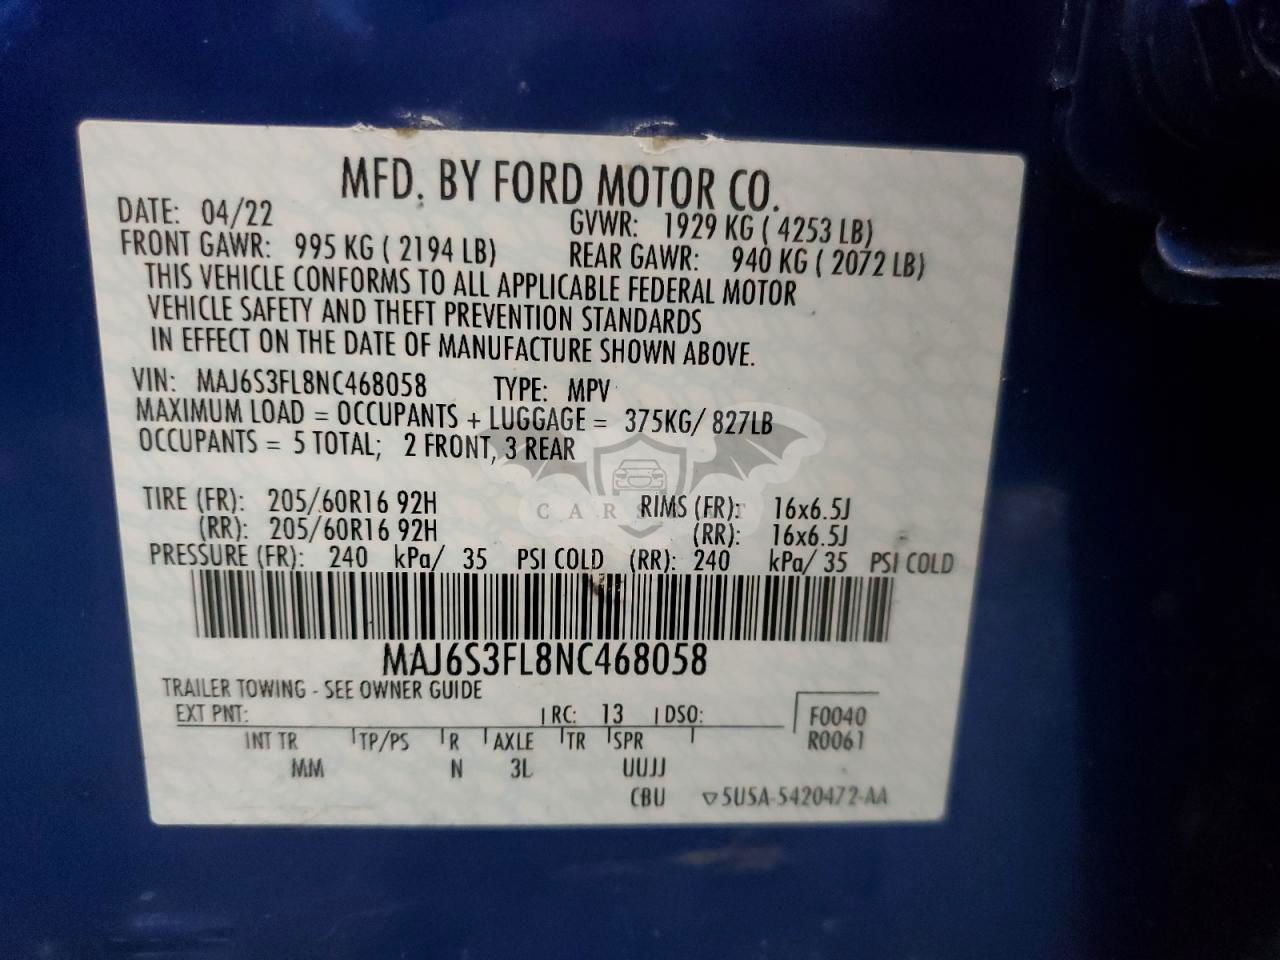 MFD. BY FORD MOTOR CO.
DATE: 04/22 GVWR: 1929 KG ( 4253 LB)
FRONT GAWR: 995 KG ( 2194 LB) REAR GAWR: 940 KG ( 2072 LB)
THIS VEHICLE CONFORMS TO ALL APPLICABLE FEDERAL MOTOR
VEHICLE SAFETY AND THEFT PREVENTION STANDARDS
IN EFFECT ON THE DATE OF MANUFACTURE SHOWN ABOVE.
VIN: MAJ6S3FL8NC468058 TYPE: MPV
MAXIMUM LOAD = OCCUPANTS + LUGGAGE = 375KG/ 827LB
OCCUPANTS = 5 TOTAL; 2 FRONT, 3 REAR
TIRE (FR): 205/60R16 92H RIMS (FR): 16x6.5J
(RR): 205/60R16 92H (RR): 16x6.5J
PRESSURE (FR): 240 kPa/ 35 PSI COLD (RR): 240 kPa/ 35 PSI COLD
MAJ6S3FL8NC468058
TRAILER TOWING - SEE OWNER GUIDE
EXT PNT: RC: 13 DSO: F0040
INT TR TP/PS R AXLE TR SPR R0061
MM N 3L UUJJ
CBU 5U5A-5420472-AA